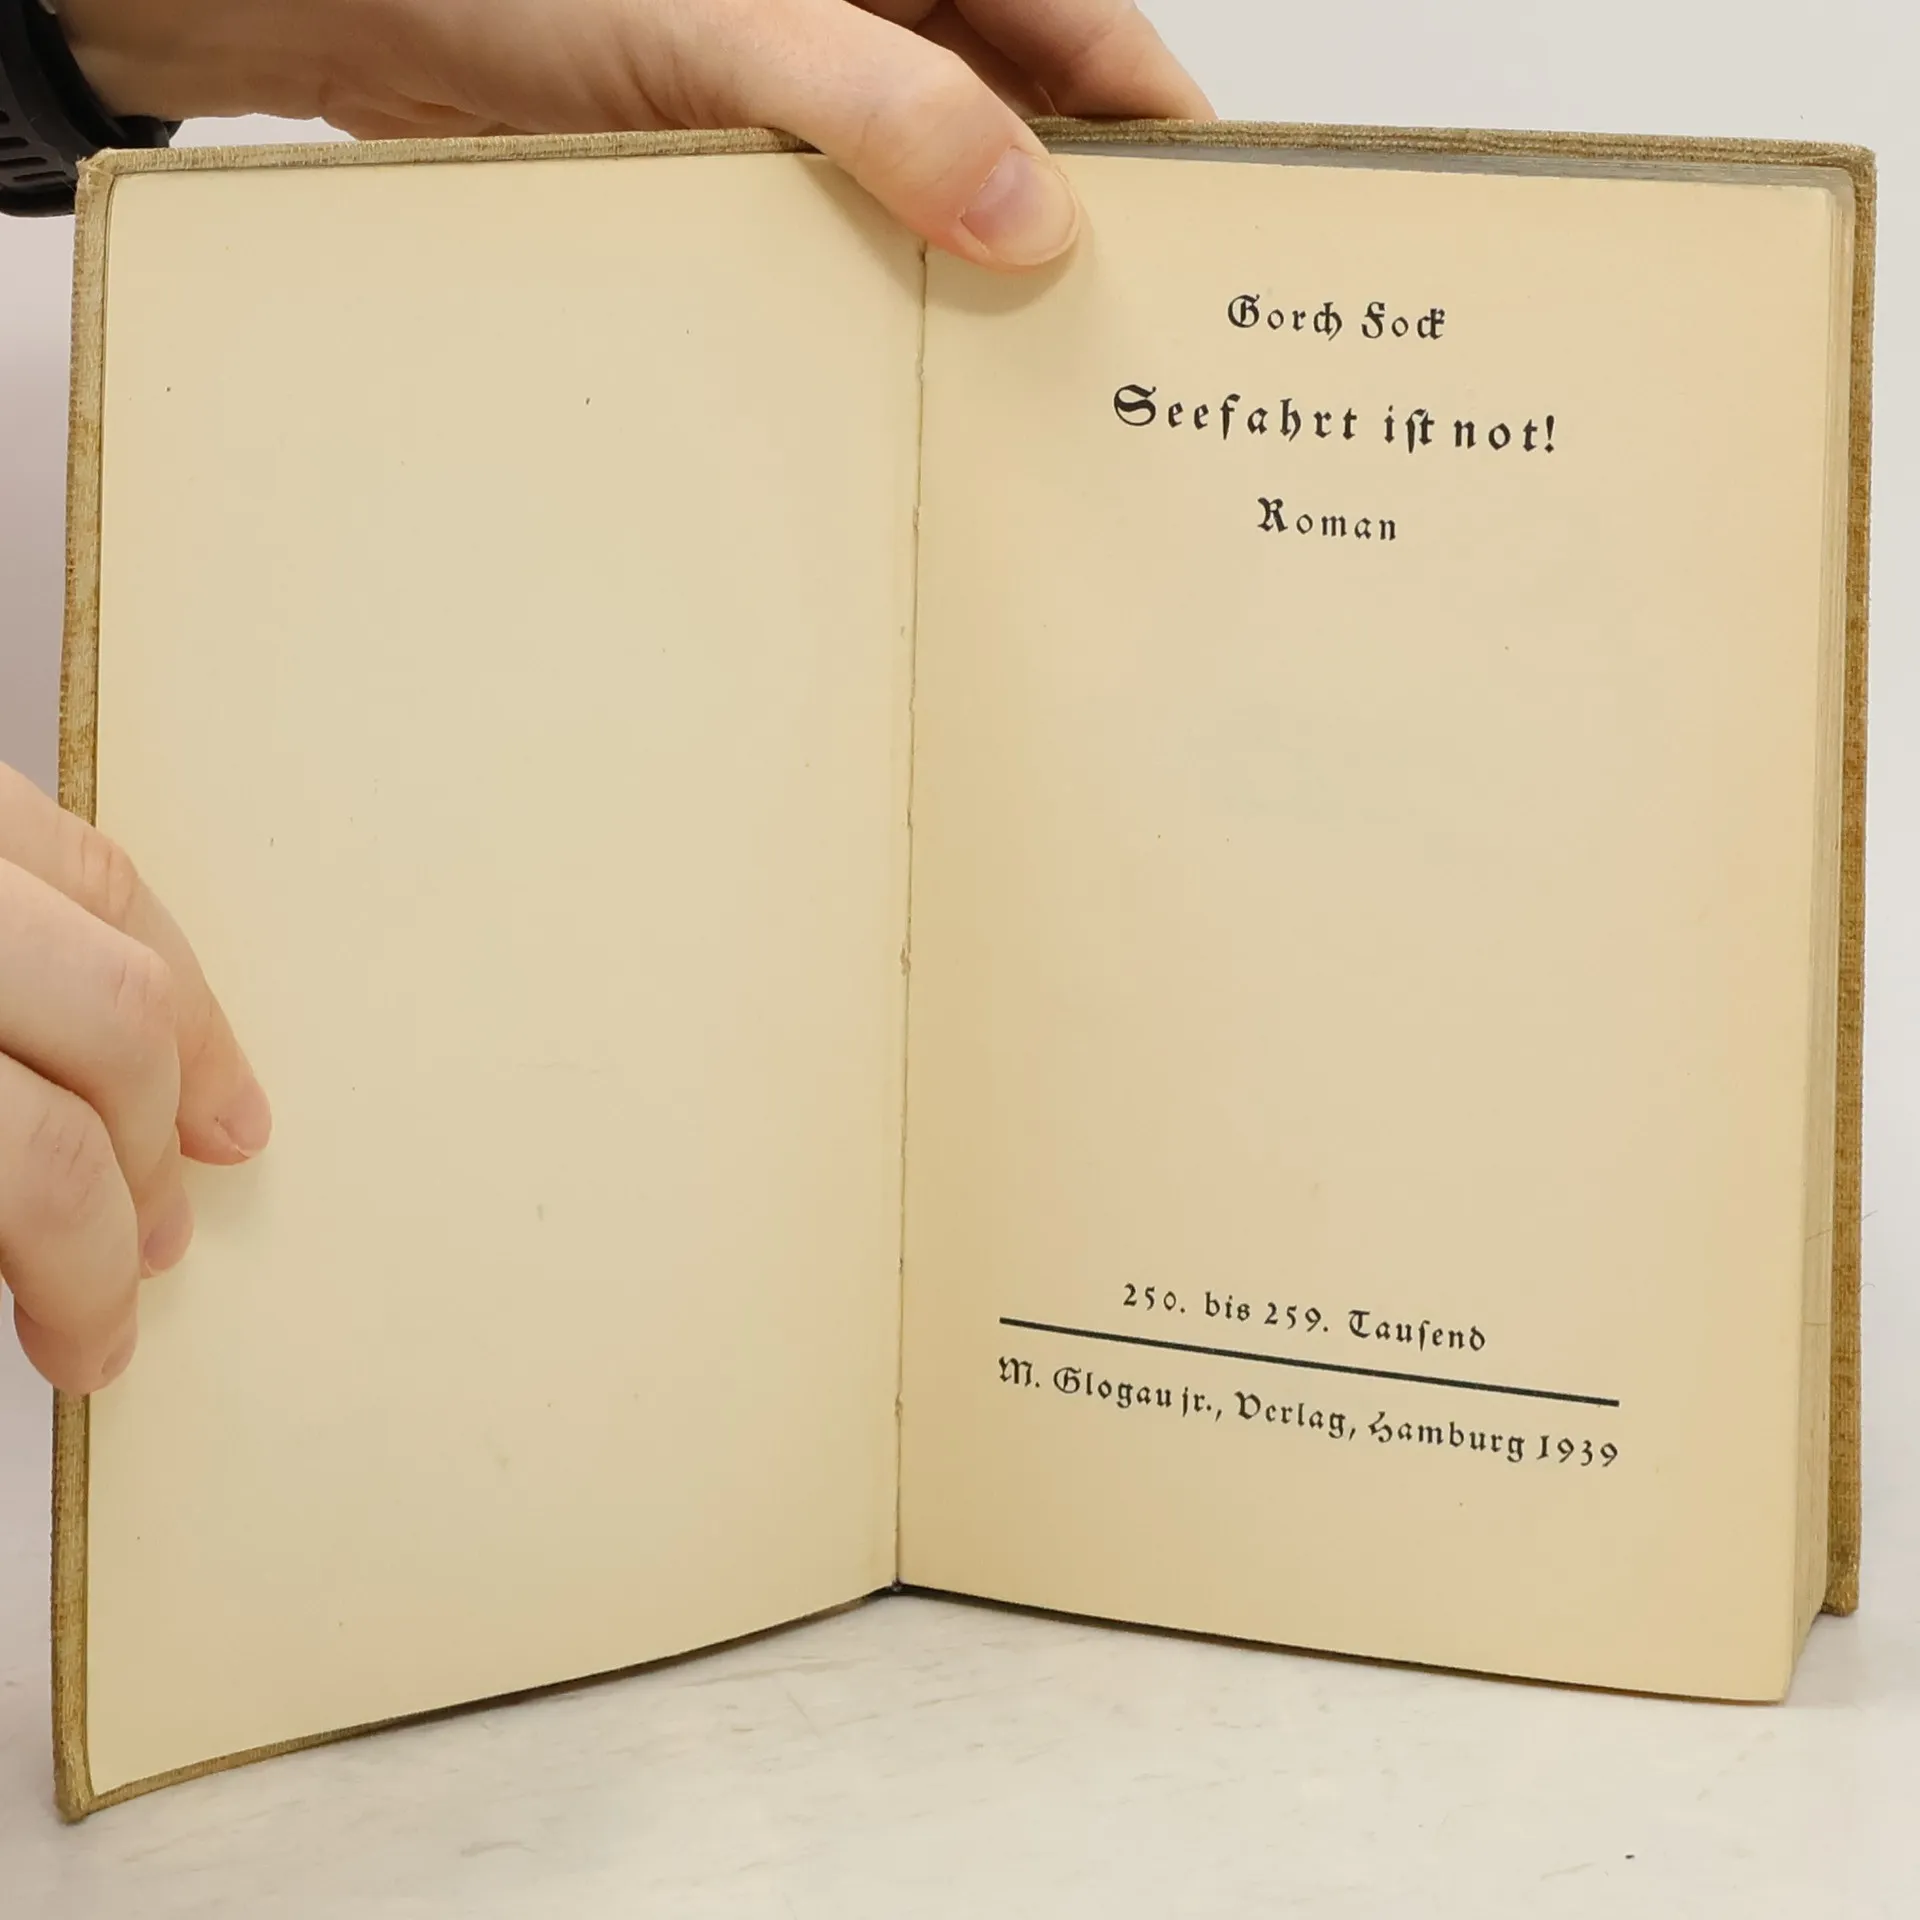 Gorch Fock
Seefahrt iſt not!
Roman
250. bis 259. Tauſend
M. Glogau jr., Verlag, Hamburg 1939